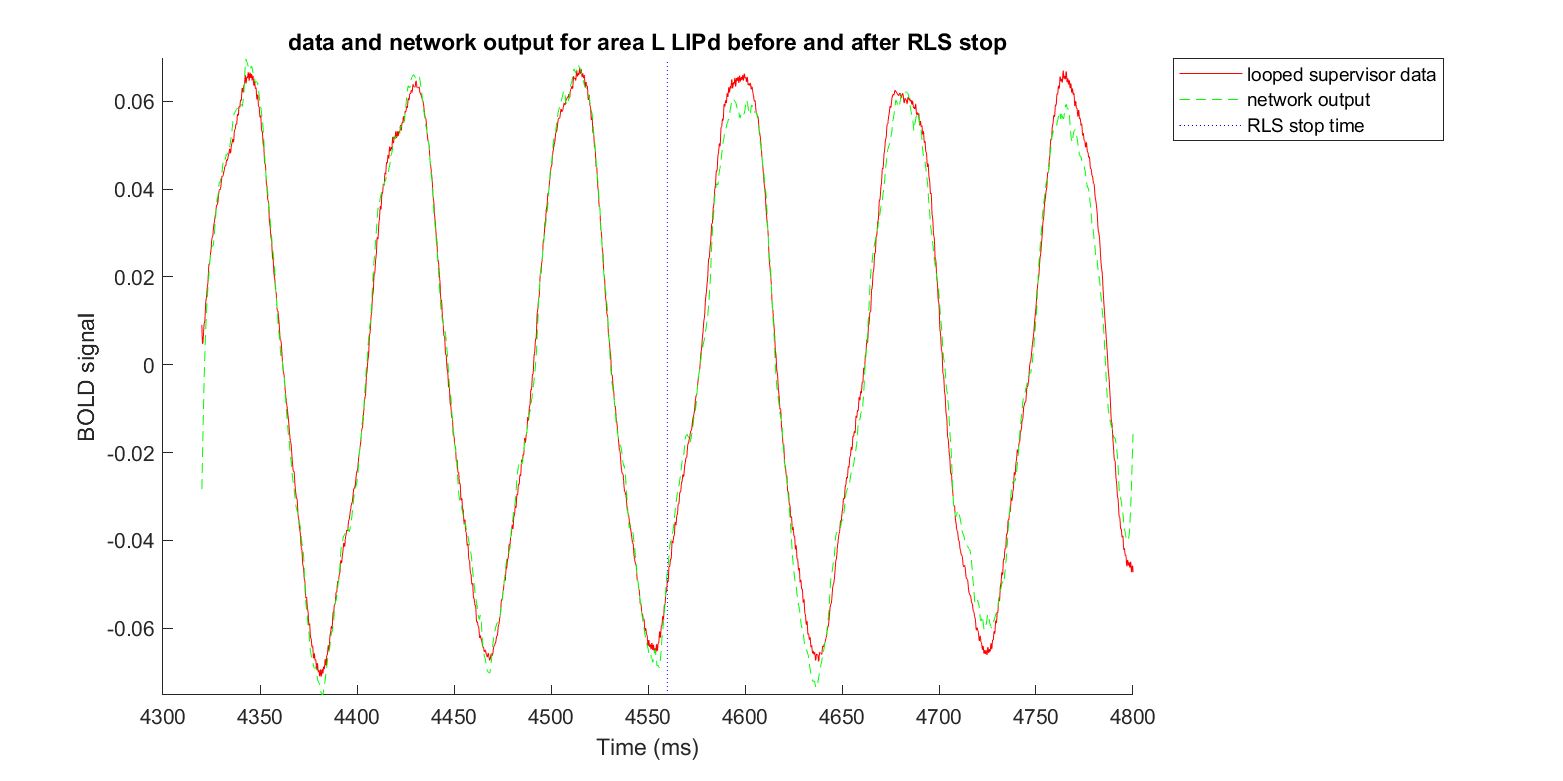 data and network output for area L LIPd before and after RLS stop
looped supervisor data
network output
RLS stop time
BOLD signal
0.06
0.04
0.02
0
-0.02
-0.04
-0.06
4300 4350 4400 4450 4500 4550 4600 4650 4700 4750 4800
Time (ms)